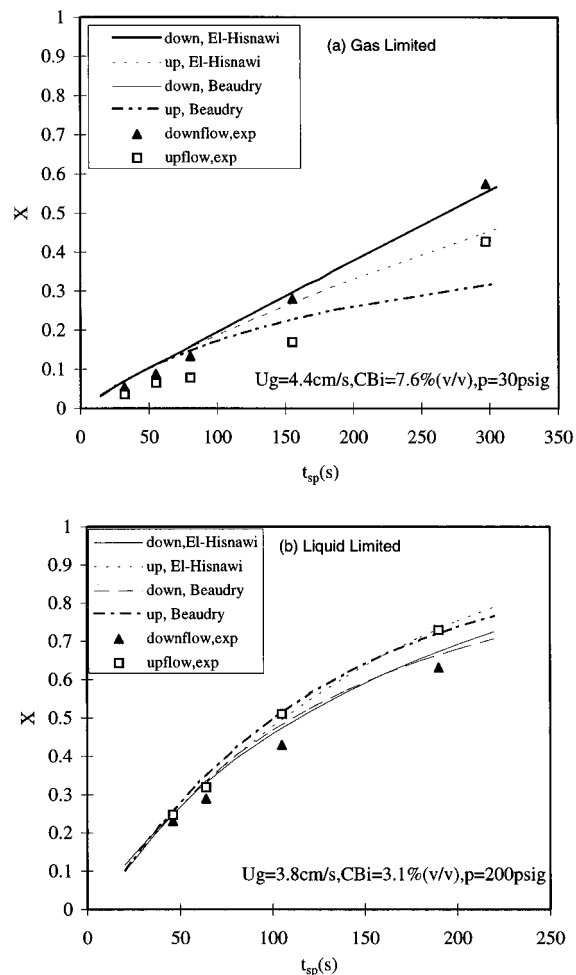 down, El-Hisnawi
up, El-Hisnawi
down, Beaudry
up, Beaudry
downflow,exp
upflow,exp
(a) Gas Limited
1
0.9
0.8
0.7
0.6
0.5
0.4
0.3
0.2
0.1
0
X
Ug=4.4cm/s,CBi=7.6%(v/v),p=30psig
0 50 100 150 200 250 300 350
tsp(s)
down,El-Hisnawi
up, El-Hisnawi
down, Beaudry
up, Beaudry
downflow,exp
upflow,exp
(b) Liquid Limited
1
0.9
0.8
0.7
0.6
0.5
0.4
0.3
0.2
0.1
0
X
Ug=3.8cm/s,CBi=3.1%(v/v),p=200psig
0 50 100 150 200 250
tsp(s)